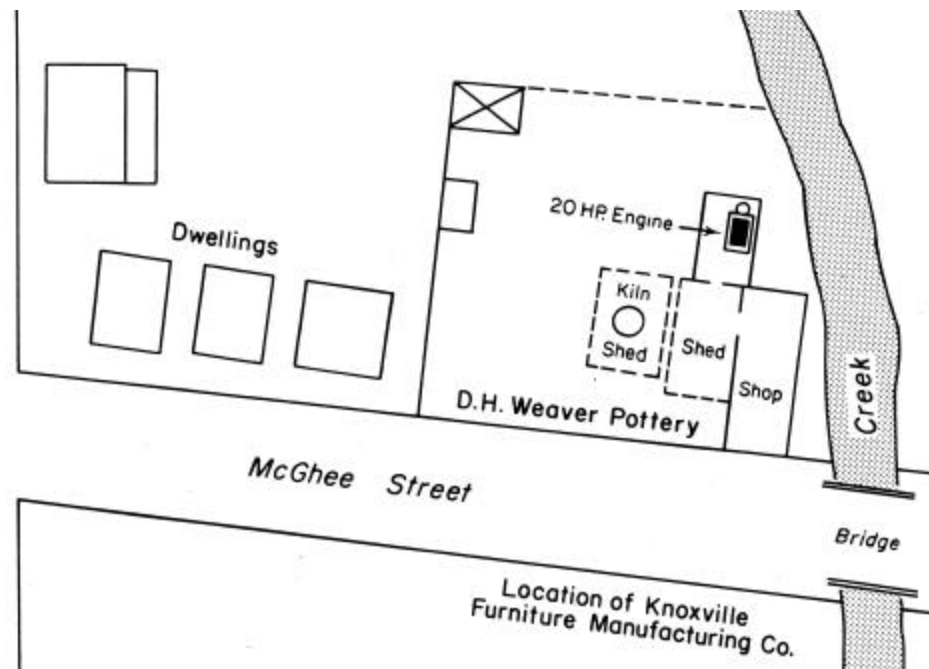 Dwellings
20 HP. Engine
Kiln
Shed
Shed
Shop
D.H. Weaver Pottery
Creek
McGhee Street
Bridge
Location of Knoxville
Furniture Manufacturing Co.